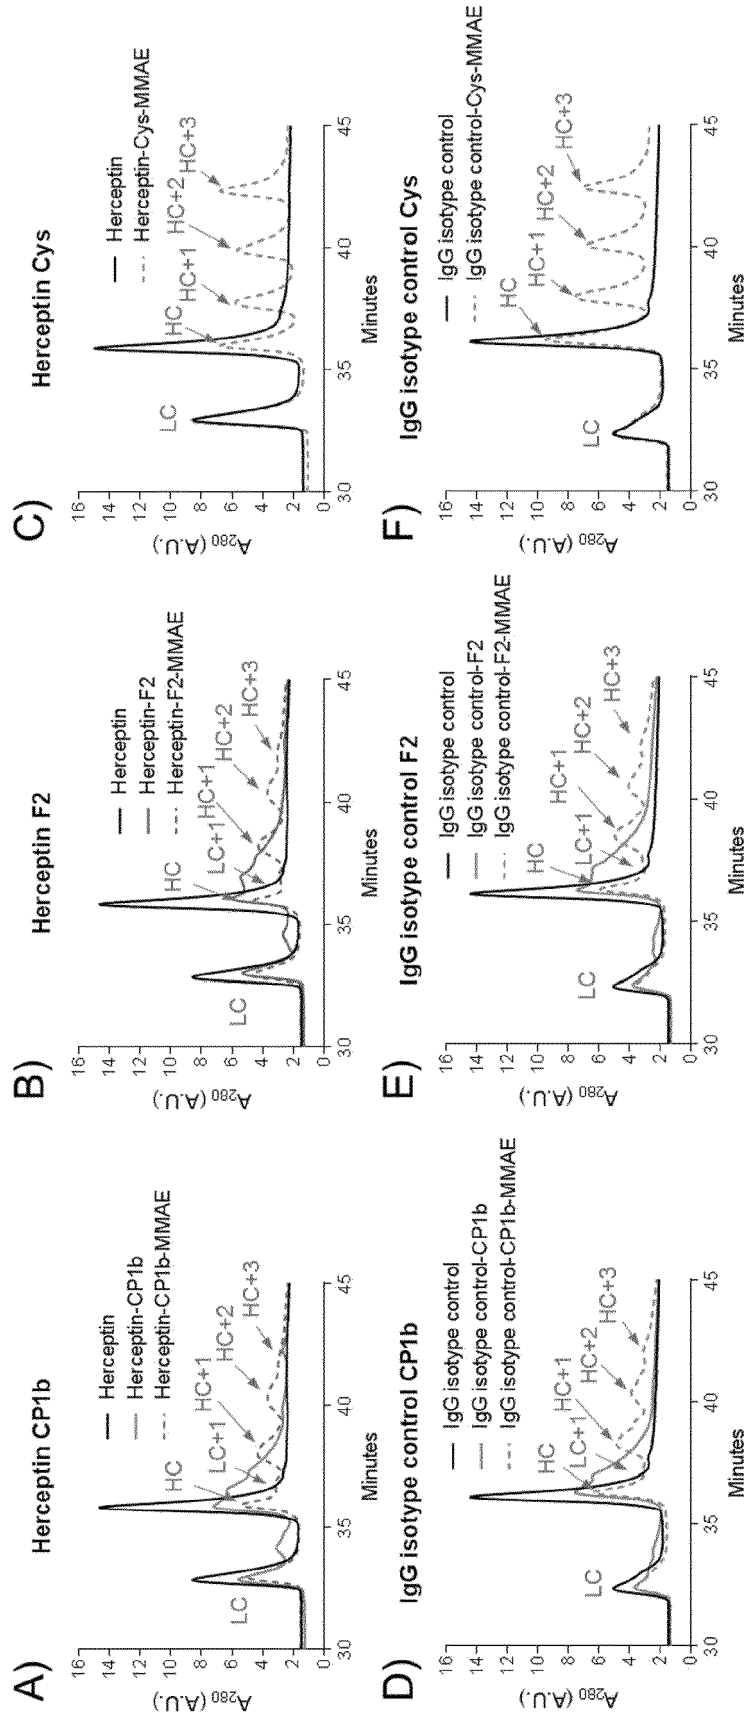 A)
Herceptin CP1b
Herceptin
Herceptin-CP1b
Herceptin-CP1b-MMAE
A280 (A.U.)
16
14
12
10
8
6
4
2
0
LC
HC
LC+1
HC+1
HC+2
HC+3
30
35
40
45
Minutes
B)
Herceptin F2
Herceptin
Herceptin-F2
Herceptin-F2-MMAE
A280 (A.U.)
16
14
12
10
8
6
4
2
0
LC
HC
LC+1
HC+1
HC+2
HC+3
30
35
40
45
Minutes
C)
Herceptin Cys
Herceptin
Herceptin-Cys-MMAE
A280 (A.U.)
16
14
12
10
8
6
4
2
0
LC
HC
HC+1
HC+2
HC+3
30
35
40
45
Minutes
D)
IgG isotype control CP1b
IgG isotype control
IgG isotype control-CP1b
IgG isotype control-CP1b-MMAE
A280 (A.U.)
16
14
12
10
8
6
4
2
0
LC
HC
LC+1
HC+1
HC+2
HC+3
30
35
40
45
Minutes
E)
IgG isotype control F2
IgG isotype control
IgG isotype control-F2
IgG isotype control-F2-MMAE
A280 (A.U.)
16
14
12
10
8
6
4
2
0
LC
HC
LC+1
HC+1
HC+2
HC+3
30
35
40
45
Minutes
F)
IgG isotype control Cys
IgG isotype control
IgG isotype control-Cys-MMAE
A280 (A.U.)
16
14
12
10
8
6
4
2
0
LC
HC
HC+1
HC+2
HC+3
30
35
40
45
Minutes